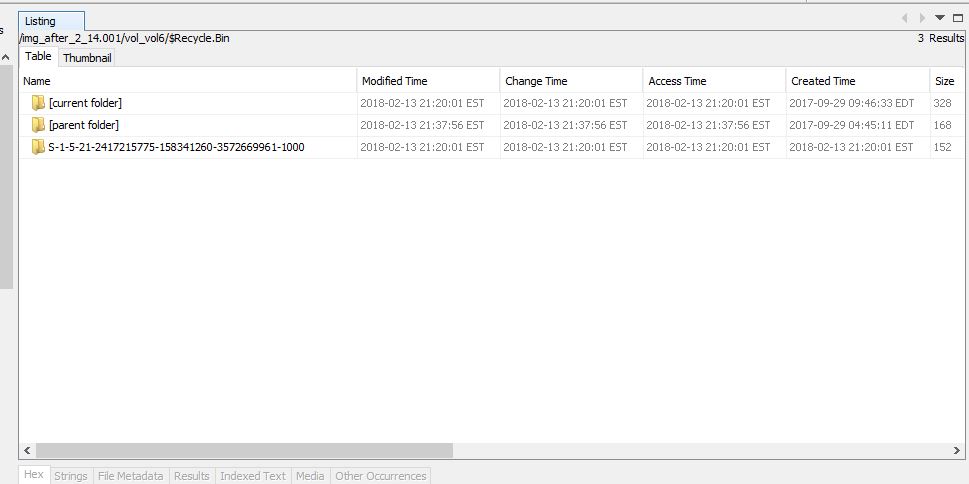 s
Listing
/img_after_2_14.001/vol_vol6/$Recycle.Bin 3 Results
Table Thumbnail
Name Modified Time Change Time Access Time Created Time Size
[current folder] 2018-02-13 21:20:01 EST 2018-02-13 21:20:01 EST 2018-02-13 21:20:01 EST 2017-09-29 09:46:33 EDT 328
[parent folder] 2018-02-13 21:37:56 EST 2018-02-13 21:37:56 EST 2018-02-13 21:37:56 EST 2017-09-29 04:45:11 EDT 168
S-1-5-21-2417215775-158341260-3572669961-1000 2018-02-13 21:20:01 EST 2018-02-13 21:20:01 EST 2018-02-13 21:20:01 EST 2018-02-13 21:20:01 EST 152
Hex Strings File Metadata Results Indexed Text Media Other Occurrences